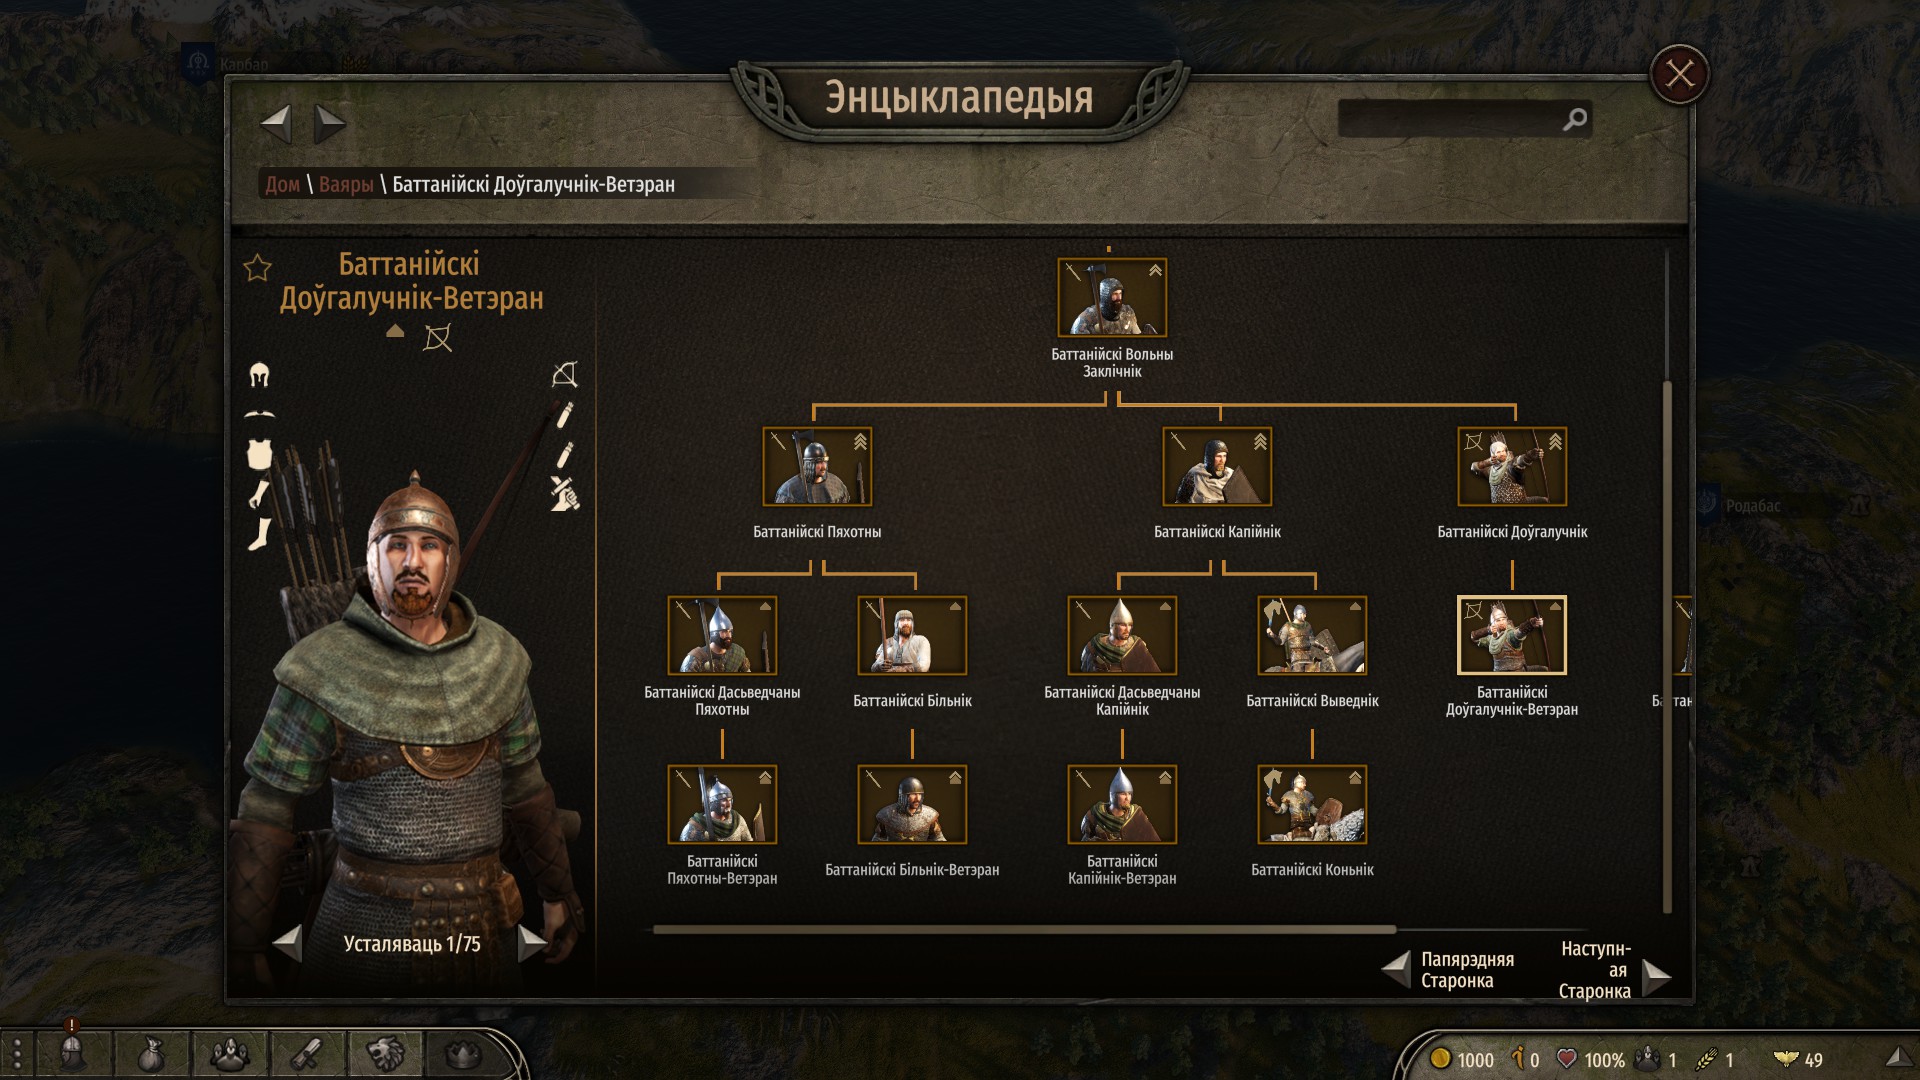 Карбар
Энцыклапедыя
Дом \ Ваяры \ Баттанійскі Доўгалучнік-Ветэран
Баттанійскі
Доўгалучнік-Ветэран
Баттанійскі Вольны
Заклічнік
Баттанійскі Пяхотны
Баттанійскі Капійнік
Баттанійскі Доўгалучнік
Родабас
Баттанійскі Дасьведчаны
Пяхотны
Баттанійскі Більнік
Баттанійскі Дасьведчаны
Капійнік
Баттанійскі Выведнік
Баттанійскі
Доўгалучнік-Ветэран
Баттанійскі
Пяхотны-Ветэран
Баттанійскі Більнік-Ветэран
Баттанійскі
Капійнік-Ветэран
Баттанійскі Коньнік
Усталяваць 1/75
Папярэдняя
Старонка
Наступн-
ая
Старонка
!
1000 0 100% 1 1 49